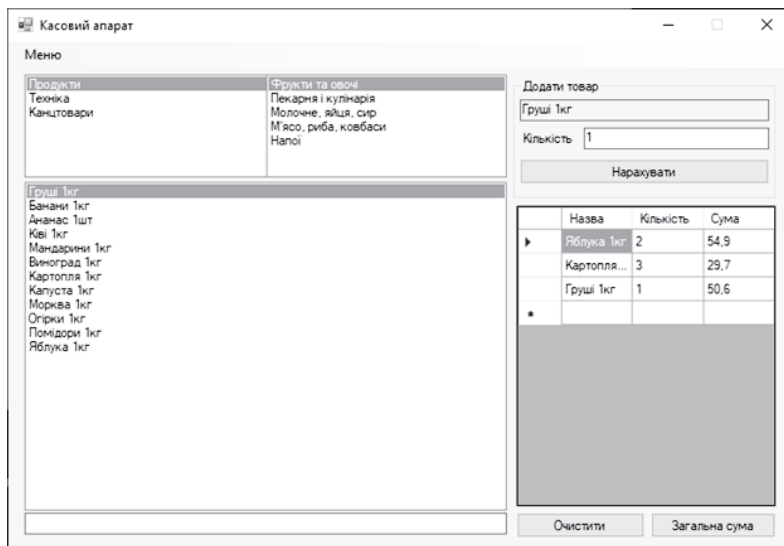 Касовий апарат
Меню
Продукти
Техніка
Канцтовари
Фрукти та овочі
Пекарня і кулінарія
Молочне, яйця, сир
М'ясо, риба, ковбаси
Напої
Груші 1кг
Банани 1кг
Ананас 1шт
Ківі 1кг
Мандарини 1кг
Виноград 1кг
Картопля 1кг
Капуста 1кг
Морква 1кг
Огірки 1кг
Помідори 1кг
Яблука 1кг
Додати товар
Груші 1кг
Кількість 1
Нарахувати
Назва Кількість Сума
Яблука 1кг 2 54,9
Картопля... 3 29,7
Груші 1кг 1 50,6
Очистити Загальна сума